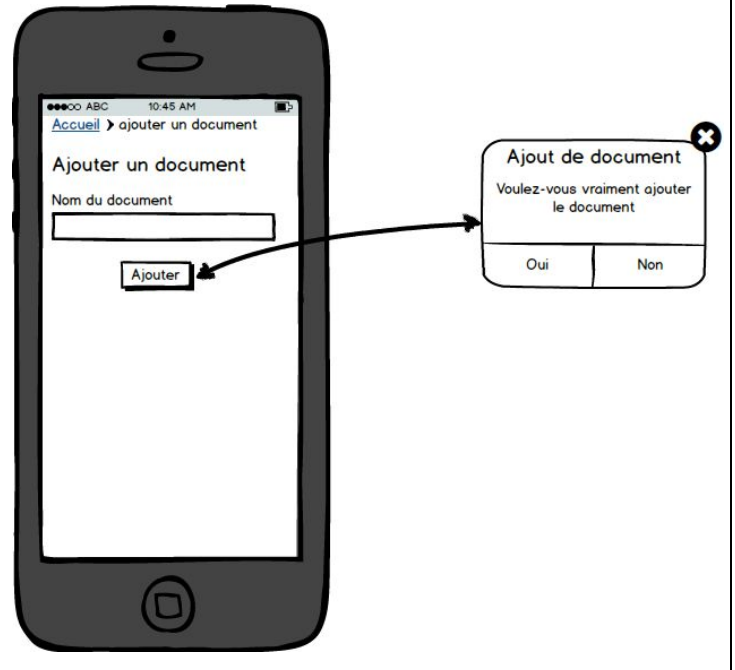 ABC 10:45 AM
Accueil > ajouter un document
Ajouter un document
Nom du document
Ajouter
Ajout de document
Voulez-vous vraiment ajouter
le document
Oui Non